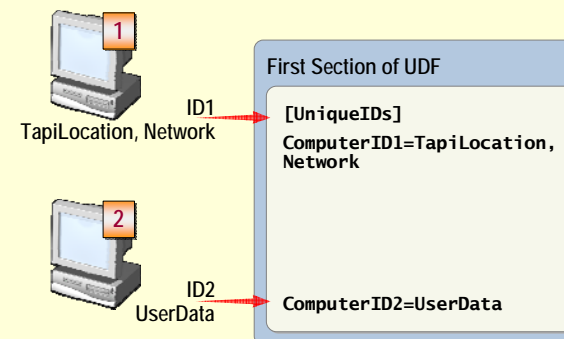 1
First Section of UDF
ID1
TapiLocation, Network
[UniqueIDs]
ComputerID1=TapiLocation,
Network
2
ID2
UserData
ComputerID2=UserData